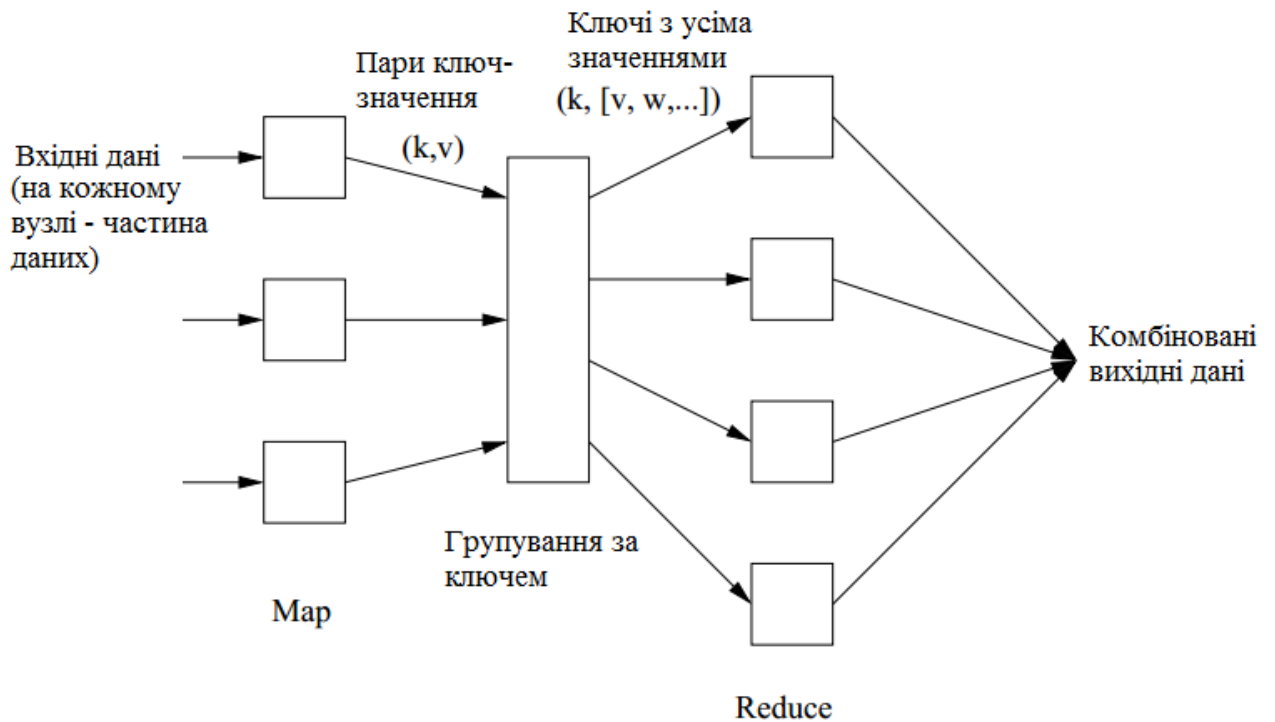 Вхідні дані
(на кожному
вузлі - частина
даних)
Пари ключ-
значення
(k,v)
Ключі з усіма
значеннями
(k, [v, w,...])
Групування за
ключем
Map
Reduce
Комбіновані
вихідні дані